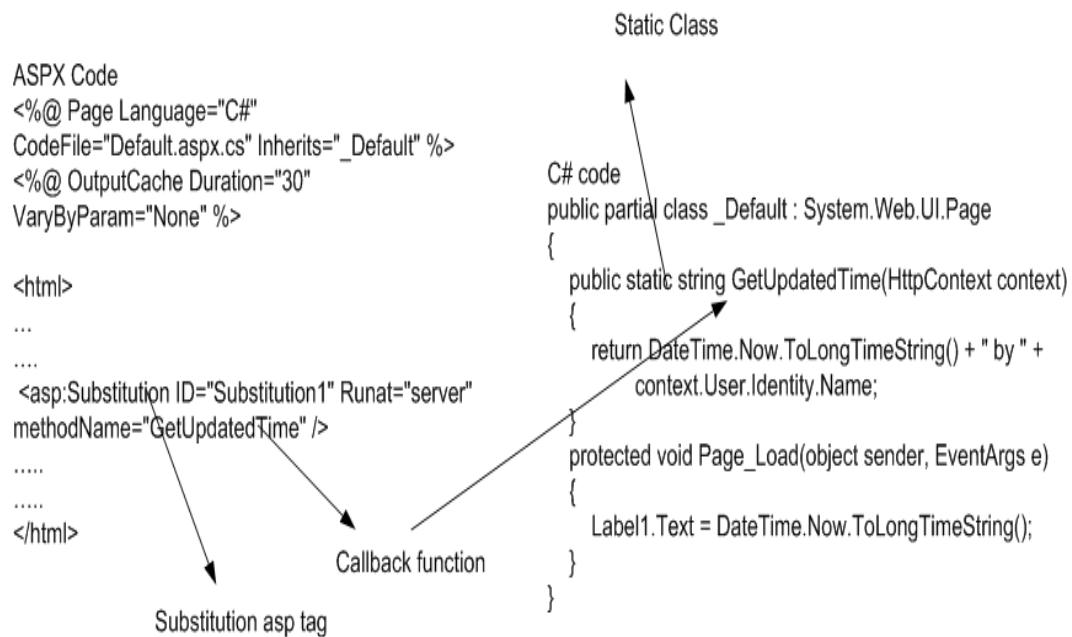 Static Class
ASPX Code
<%@ Page Language="C#"
CodeFile="Default.aspx.cs" Inherits="_Default" %>
<%@ OutputCache Duration="30"
VaryByParam="None" %>
<html>
...
....
<asp:Substitution ID="Substitution1" Runat="server"
methodName="GetUpdatedTime" />
.....
.....
</html>
Callback function
Substitution asp tag
C# code
public partial class _Default : System.Web.UI.Page
{
public static string GetUpdatedTime(HttpContext context)
{
return DateTime.Now.ToLongTimeString() + " by " +
context.User.Identity.Name;
}
protected void Page_Load(object sender, EventArgs e)
{
Label1.Text = DateTime.Now.ToLongTimeString();
}
}